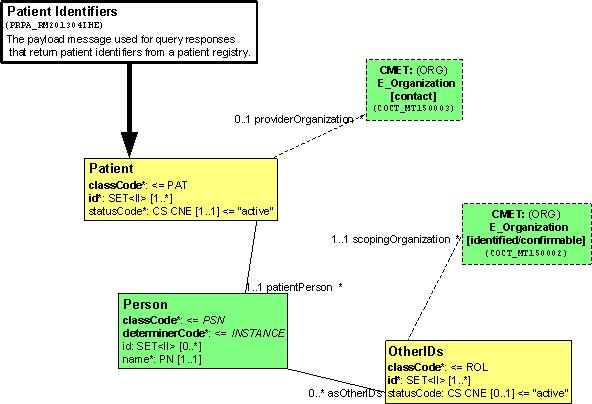 Patient Identifiers
(PRPA_RM201304IHE)
The payload message used for query responses
that return patient identifiers from a patient registry.
CMET: (ORG)
E_Organization
[contact]
(COCT_MT150003)
0..1 providerOrganization *
Patient
classCode*: <= PAT
id*: SET<II> [1..*]
statusCode*: CS CNE [1..1] <= "active"
CMET: (ORG)
E_Organization
[identified/confirmable]
(COCT_MT150002)
1..1 scopingOrganization *
1..1 patientPerson *
Person
classCode*: <= PSN
determinerCode*: <= INSTANCE
id: SET<II> [0..*]
name*: PN [1..1]
OtherIDs
classCode*: <= ROL
id*: SET<II> [1..*]
statusCode: CS CNE [0..1] <= "active"
0..* asOtherIDs